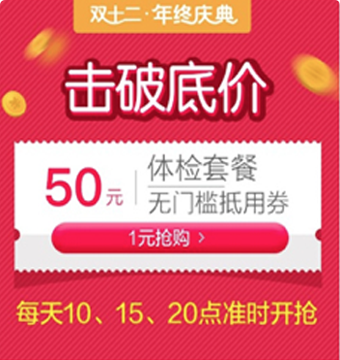 双十二·年终庆典
击破底价
50元
体检套餐
无门槛抵用券
1元抢购 >
每天10、15、20点准时开抢